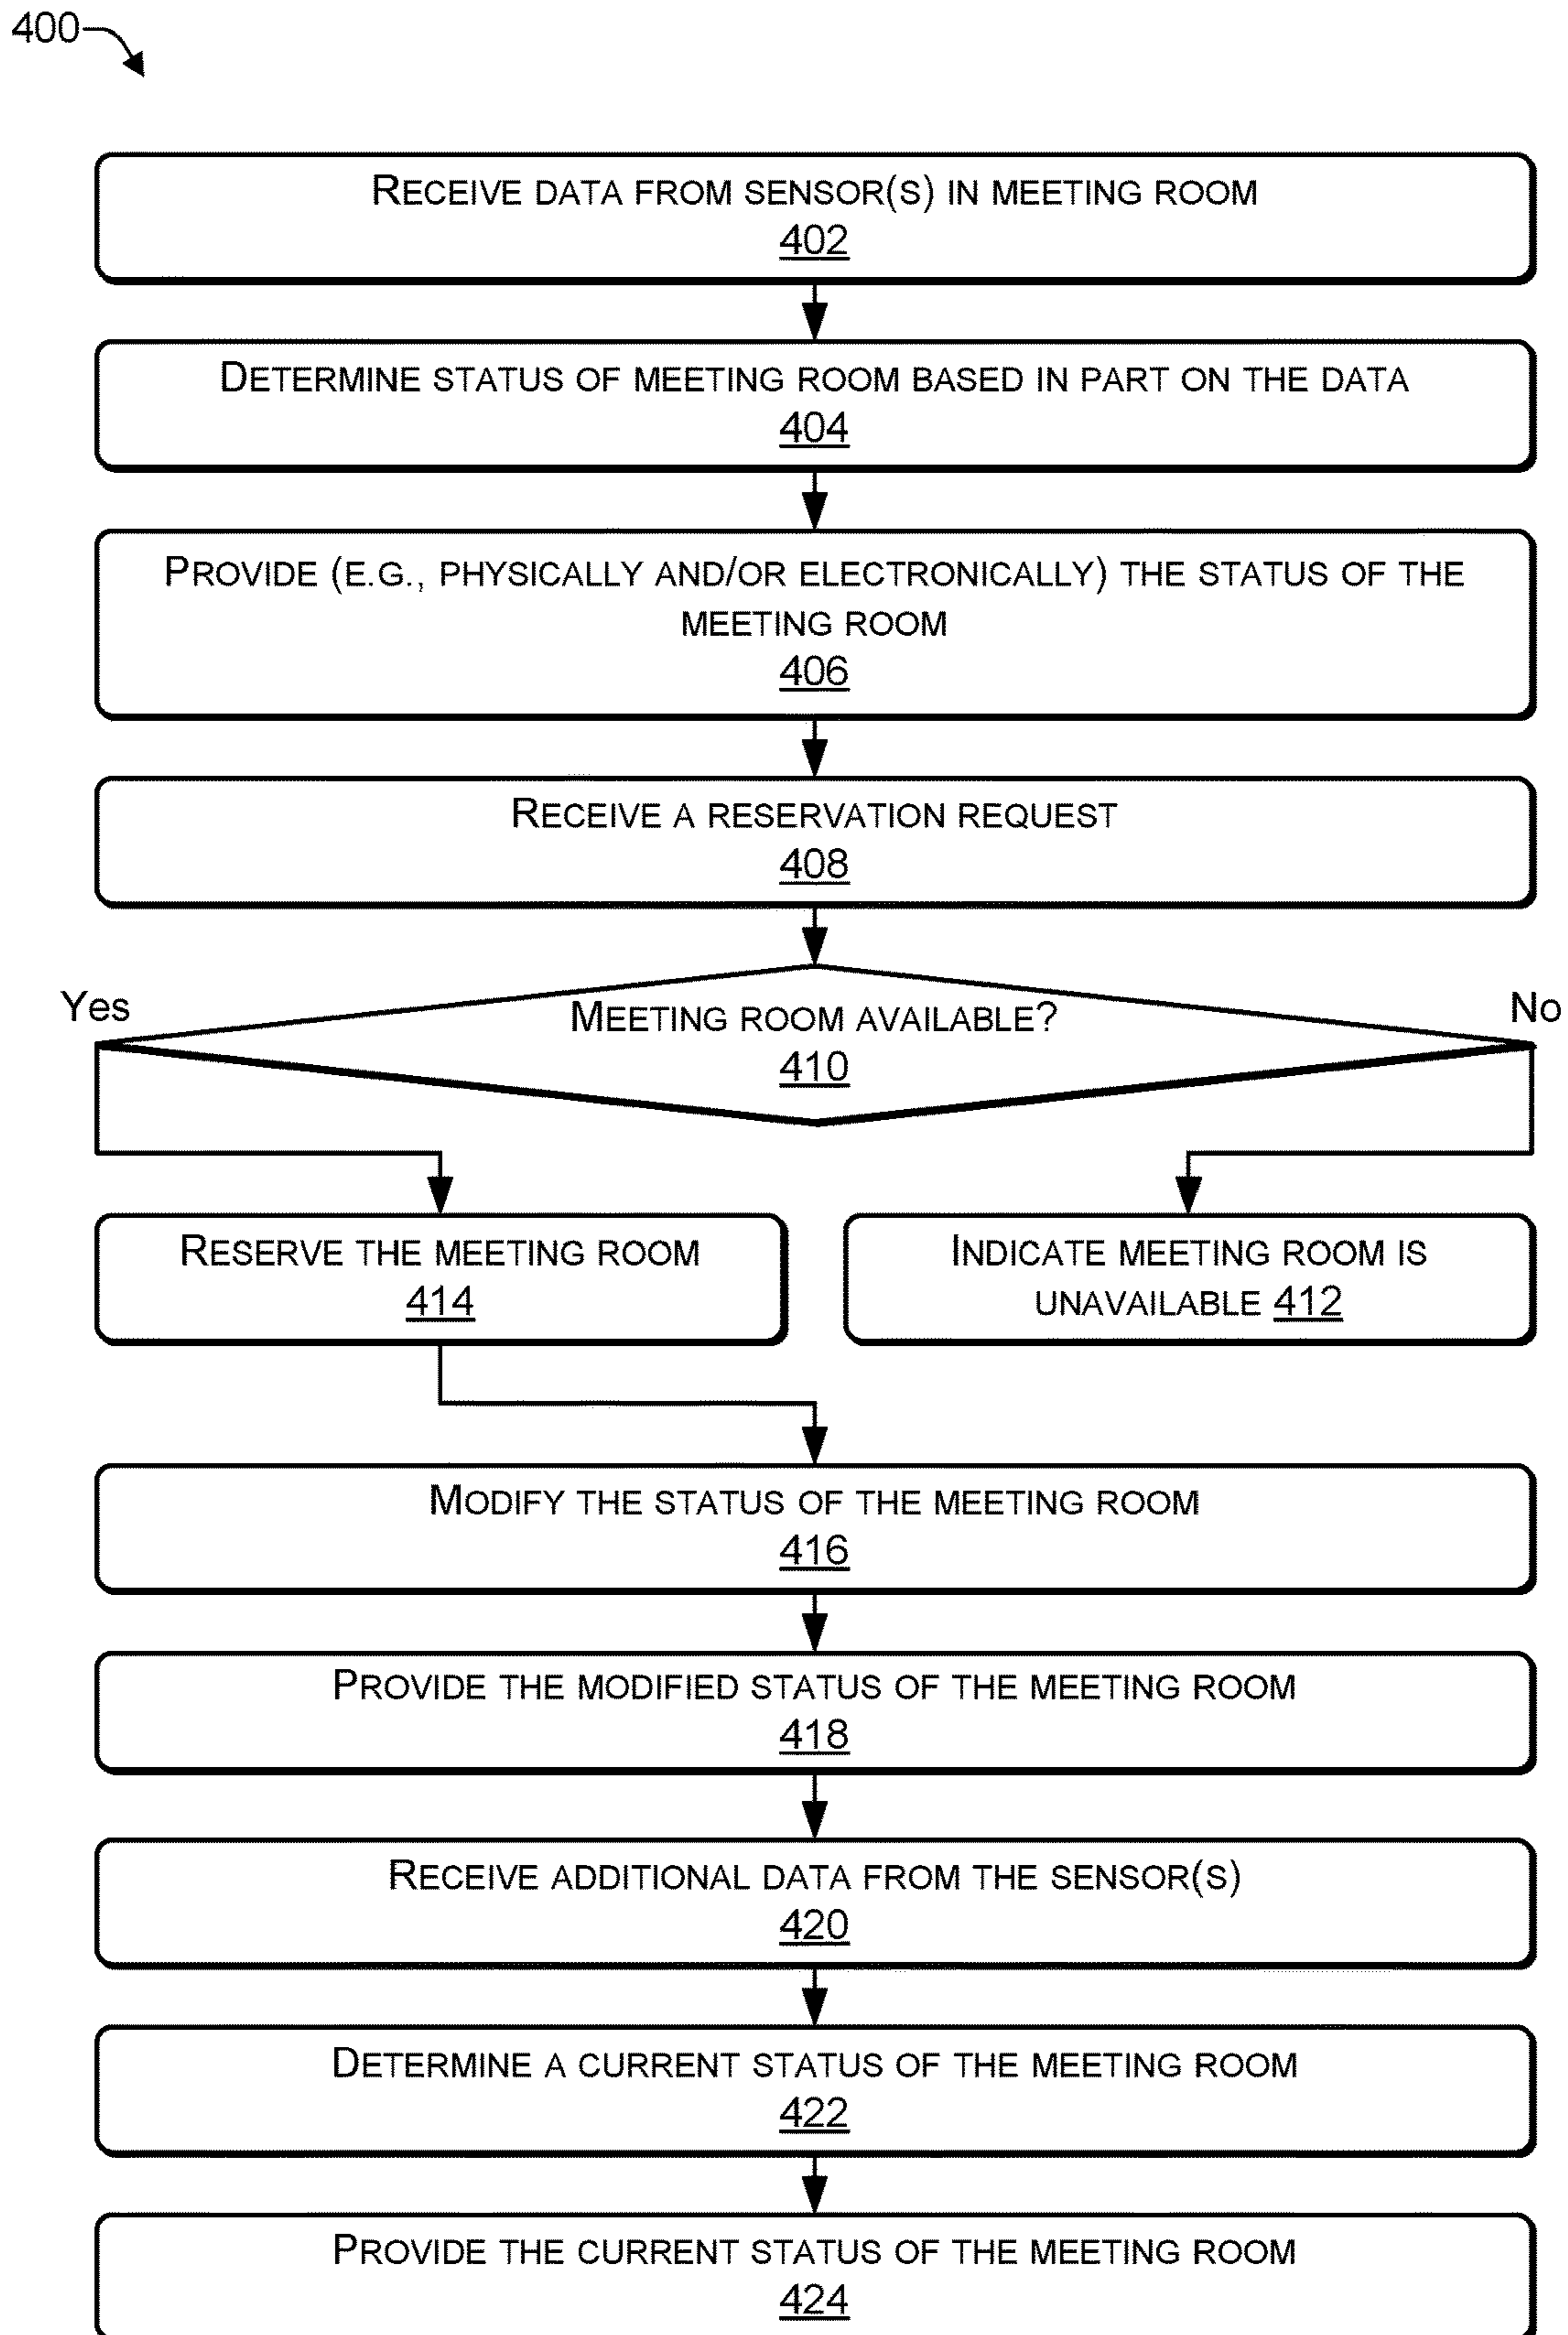 400
RECEIVE DATA FROM SENSOR(S) IN MEETING ROOM
402
DETERMINE STATUS OF MEETING ROOM BASED IN PART ON THE DATA
404
PROVIDE (E.G., PHYSICALLY AND/OR ELECTRONICALLY) THE STATUS OF THE
MEETING ROOM
406
RECEIVE A RESERVATION REQUEST
408
Yes
MEETING ROOM AVAILABLE?
No
410
RESERVE THE MEETING ROOM
414
INDICATE MEETING ROOM IS
UNAVAILABLE 412
MODIFY THE STATUS OF THE MEETING ROOM
416
PROVIDE THE MODIFIED STATUS OF THE MEETING ROOM
418
RECEIVE ADDITIONAL DATA FROM THE SENSOR(S)
420
DETERMINE A CURRENT STATUS OF THE MEETING ROOM
422
PROVIDE THE CURRENT STATUS OF THE MEETING ROOM
424